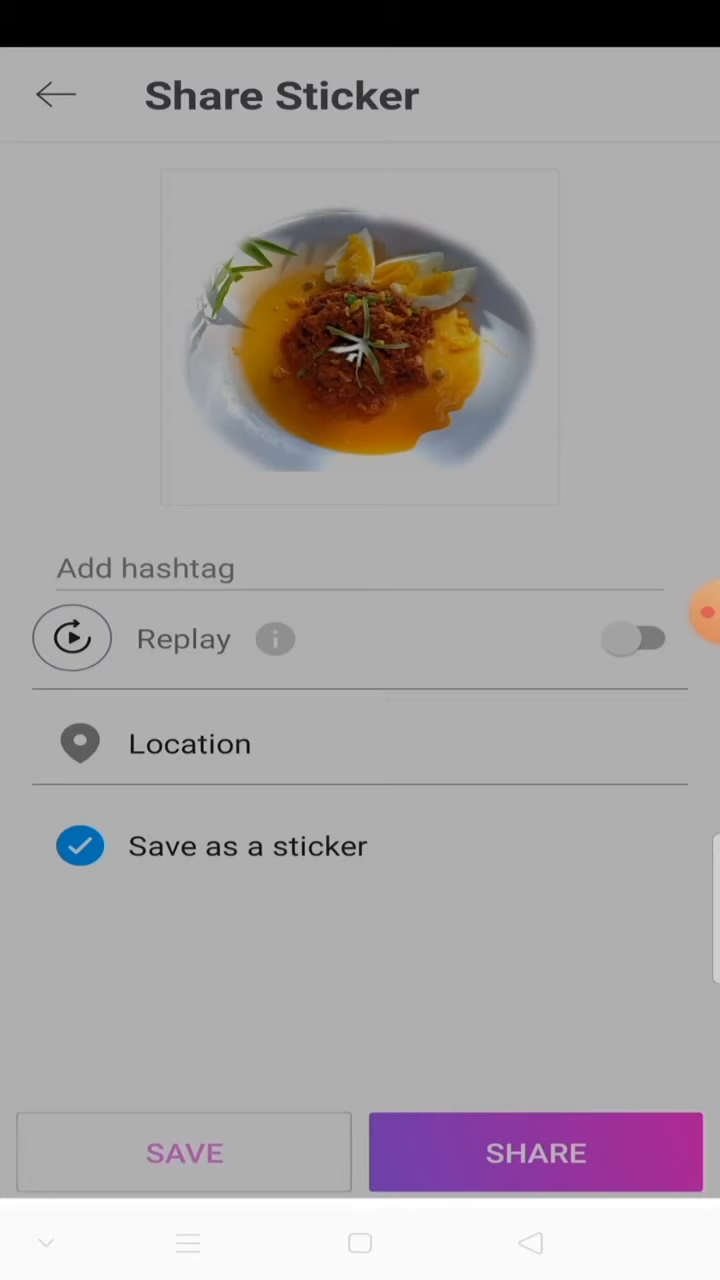 Share Sticker
Add hashtag
Replay
Location
Save as a sticker
SAVE
SHARE